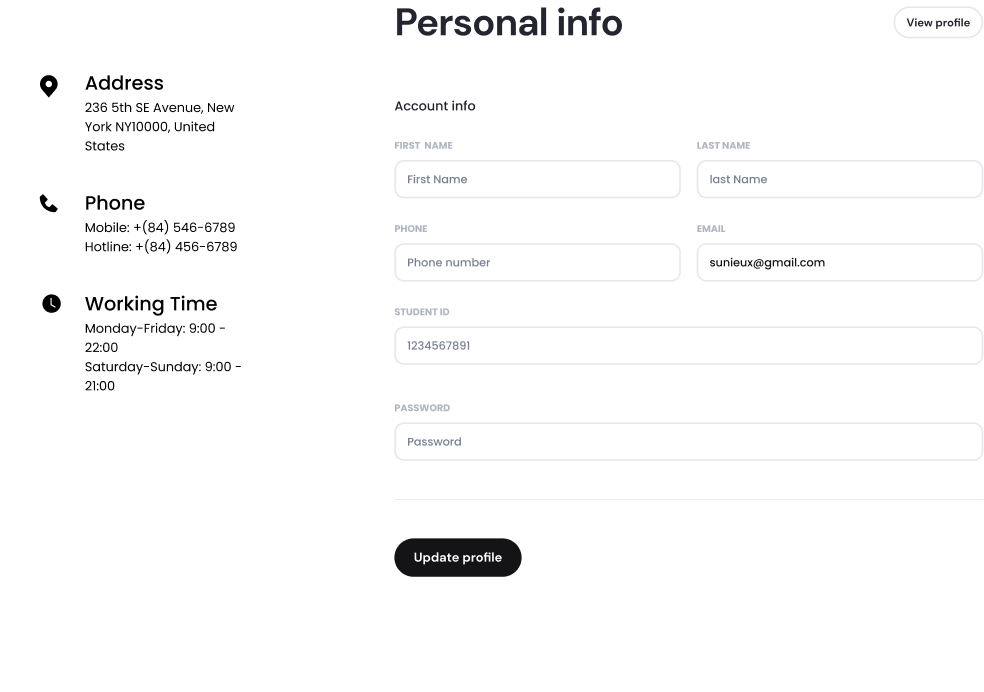 Personal info
View profile
Address
236 5th SE Avenue, New
York NY10000, United
States
Phone
Mobile: +(84) 546-6789
Hotline: +(84) 456-6789
Working Time
Monday-Friday: 9:00 -
22:00
Saturday-Sunday: 9:00 -
21:00
Account info
FIRST NAME
LAST NAME
First Name
last Name
PHONE
EMAIL
Phone number
sunieux@gmail.com
STUDENT ID
1234567891
PASSWORD
Password
Update profile